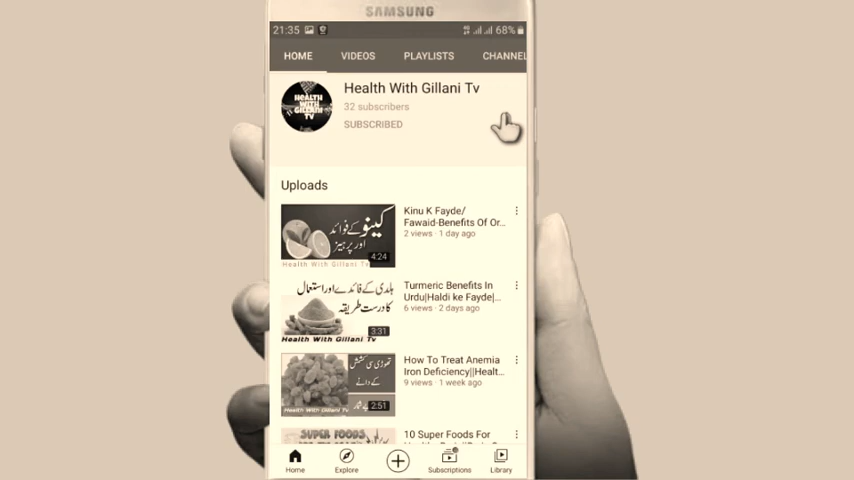 SAMSUNG
21:35
68%
HOME
VIDEOS
PLAYLISTS
CHANNEL
HEALTH
WITH
GILLANI
TV
Health With Gillani Tv
32 subscribers
SUBSCRIBED
Uploads
کینو کے فوائد
اور پرہیز
4:24
Health With Gillani Tv
Kinu K Fayde/
Fawaid-Benefits Of Or...
2 views · 1 day ago
ہلدی کے فائدے اور استعمال
کا درست طریقہ
3:31
Health With Gillani Tv
Turmeric Benefits In
Urdu|Haldi ke Fayde|...
6 views · 2 days ago
تھوڑی سی کشمش
کے دانے
2:51
Health With Gillani Tv
How To Treat Anemia
Iron Deficiency||Healt...
9 views · 1 week ago
SUPER FOODS
10 Super Foods For
Home
Explore
Subscriptions
Library